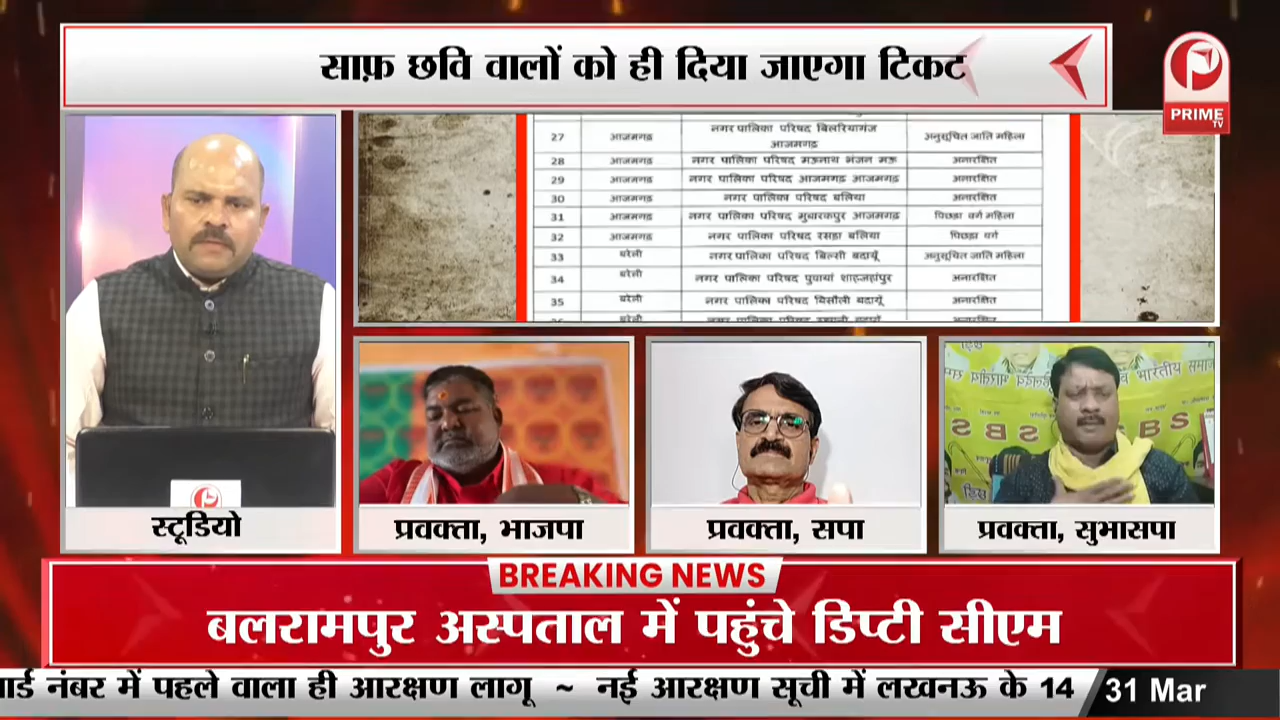 साफ़ छवि वालों को ही दिया जाएगा टिकट
PRIME
TV
27 आजमगढ़ नगर पालिका परिषद बिलरियागंज आजमगढ़ अनुसूचित जाति महिला
28 आजमगढ़ नगर पालिका परिषद मऊनाथ भंजन मऊ अनारक्षित
29 आजमगढ़ नगर पालिका परिषद आजमगढ़ आजमगढ़ अनारक्षित
30 आजमगढ़ नगर पालिका परिषद बलिया अनारक्षित
31 आजमगढ़ नगर पालिका परिषद मुबारकपुर आजमगढ़ पिछड़ा वर्ग महिला
32 आजमगढ़ नगर पालिका परिषद रसड़ा बलिया पिछड़ा वर्ग
33 बरेली नगर पालिका परिषद बिल्सी बदायूँ अनुसूचित जाति महिला
34 बरेली नगर पालिका परिषद पुवायां शाहजहांपुर अनारक्षित
35 बरेली नगर पालिका परिषद बिसौली बदायूँ अनारक्षित
SBS
स्टूडियो
प्रवक्ता, भाजपा
प्रवक्ता, सपा
प्रवक्ता, सुभासपा
BREAKING NEWS
बलरामपुर अस्पताल में पहुंचे डिप्टी सीएम
नंबर में पहले वाला ही आरक्षण लागू ~ नई आरक्षण सूची में लखनऊ के 14
31 Mar